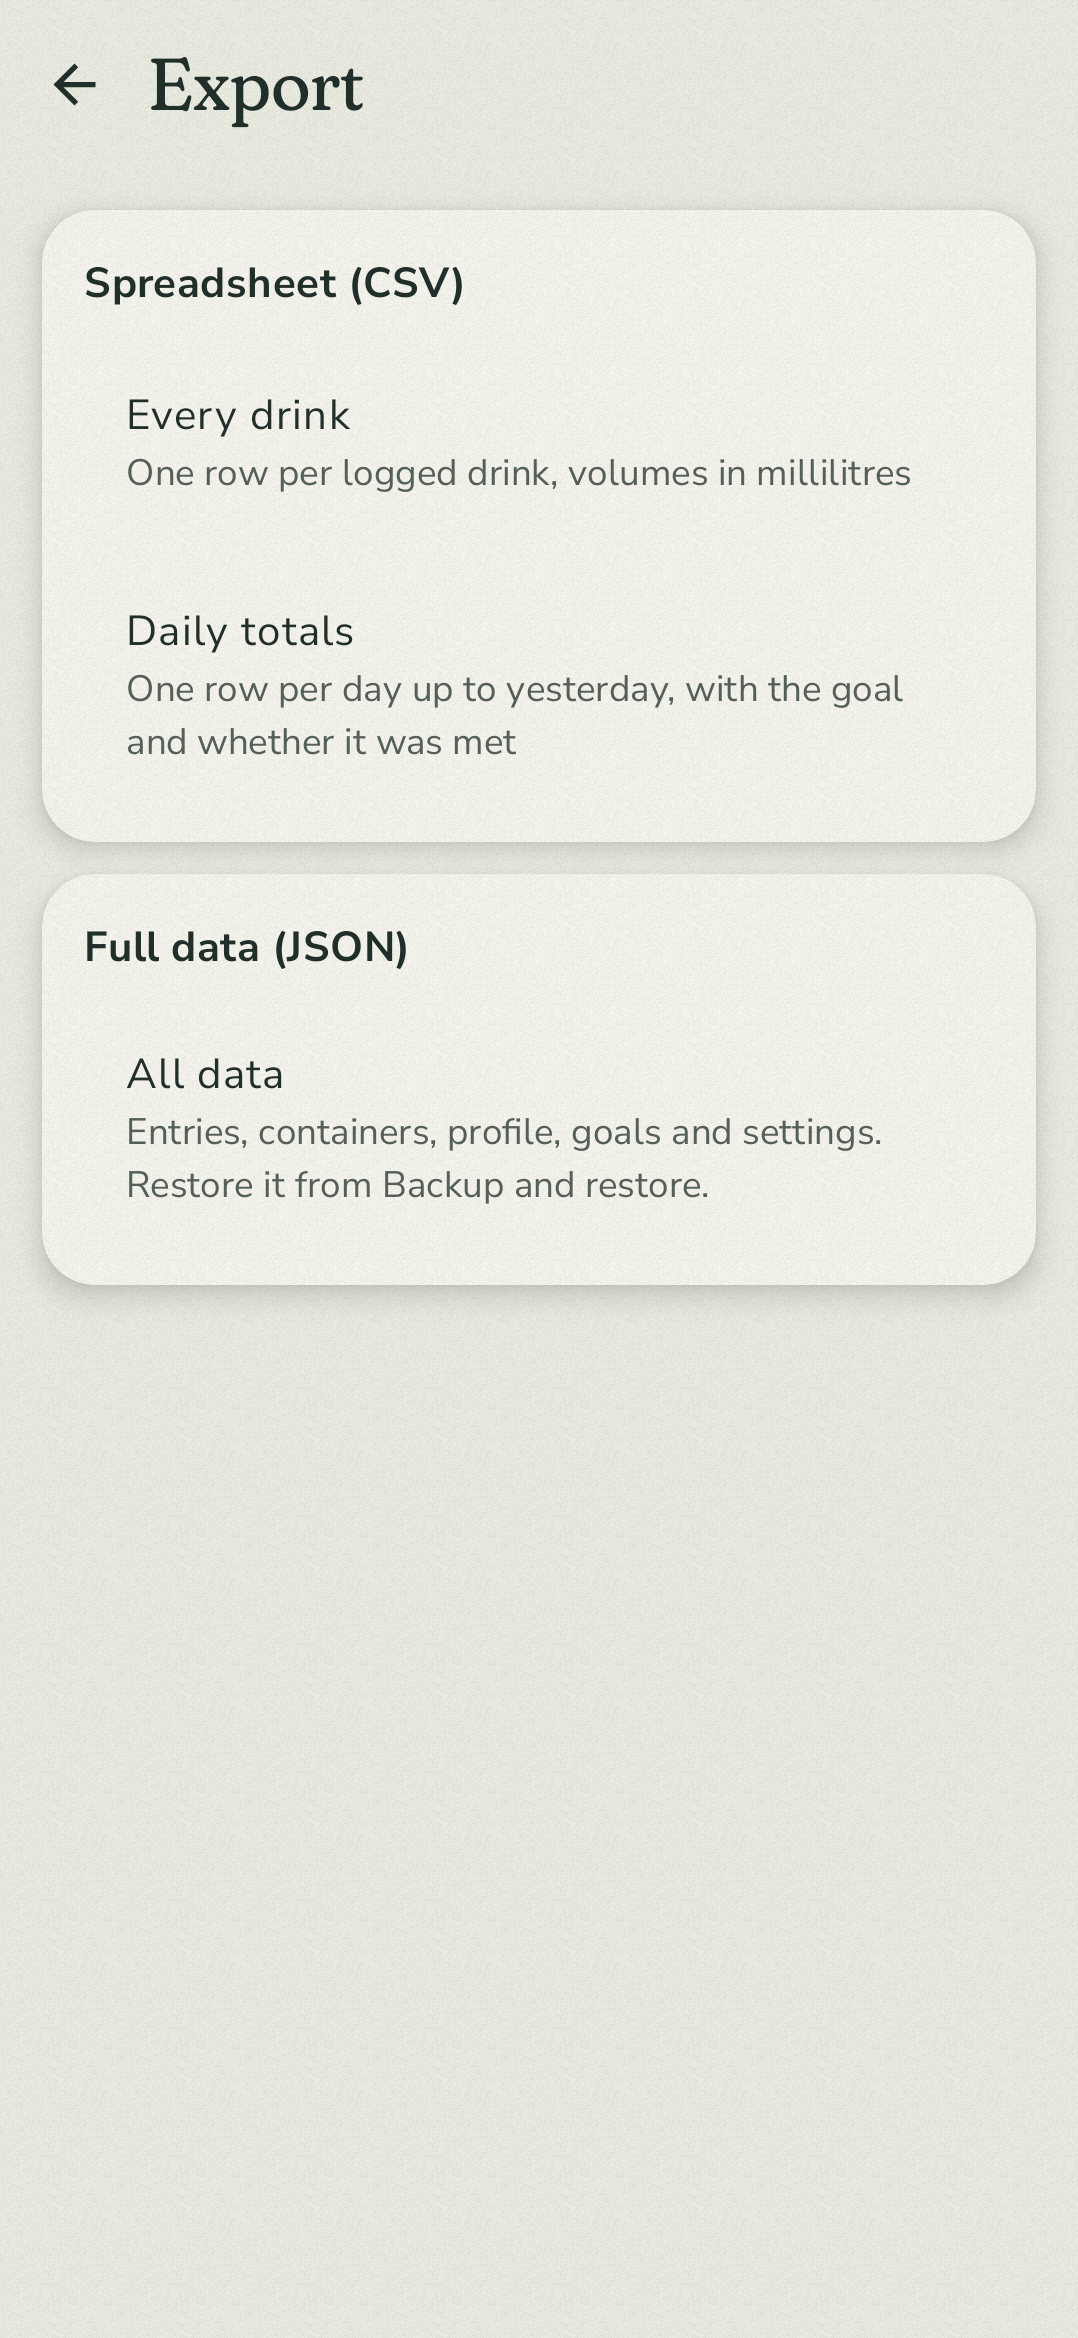 Export
Spreadsheet (CSV)
Every drink
One row per logged drink, volumes in millilitres
Daily totals
One row per day up to yesterday, with the goal
and whether it was met
Full data (JSON)
All data
Entries, containers, profile, goals and settings.
Restore it from Backup and restore.